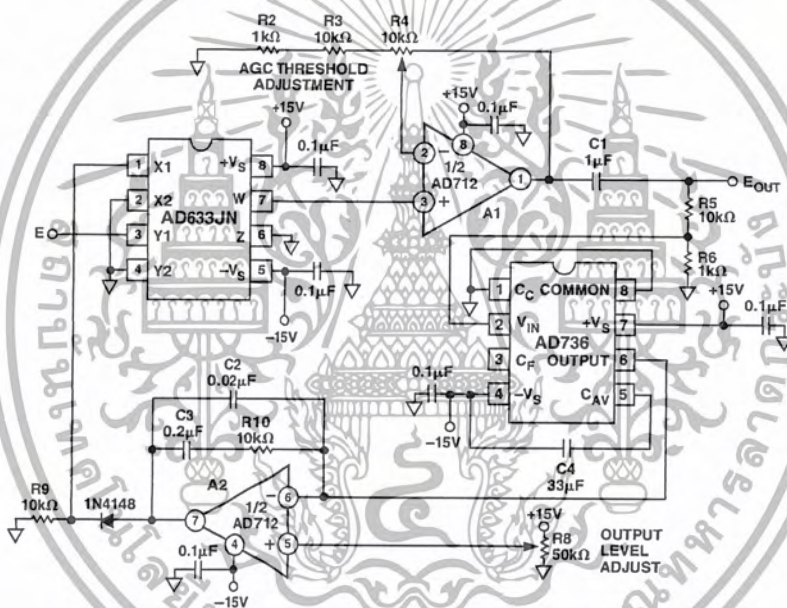 R2
1kΩ
R3
10kΩ
R4
10kΩ
AGC THRESHOLD
ADJUSTMENT
+15V
0.1μF
+15V
0.1μF
1 X1 +VS 8
2 X2 W 7
AD633JN
3 Y1 Z 6
4 Y2 -VS 5
E
0.1μF
-15V
2
3
8
1
1/2
AD712
A1
C1
1μF
EOUT
R5
10kΩ
R6
1kΩ
+15V
0.1μF
1 CC COMMON 8
2 VIN +VS 7
AD736
3 CF OUTPUT 6
4 -VS CAV 5
0.1μF
-15V
C4
33μF
C2
0.02μF
C3
0.2μF
R10
10kΩ
R9
10kΩ
1N4148
A2
1/2
AD712
7
6
5
4
0.1μF
-15V
+15V
R8
50kΩ
OUTPUT
LEVEL
ADJUST